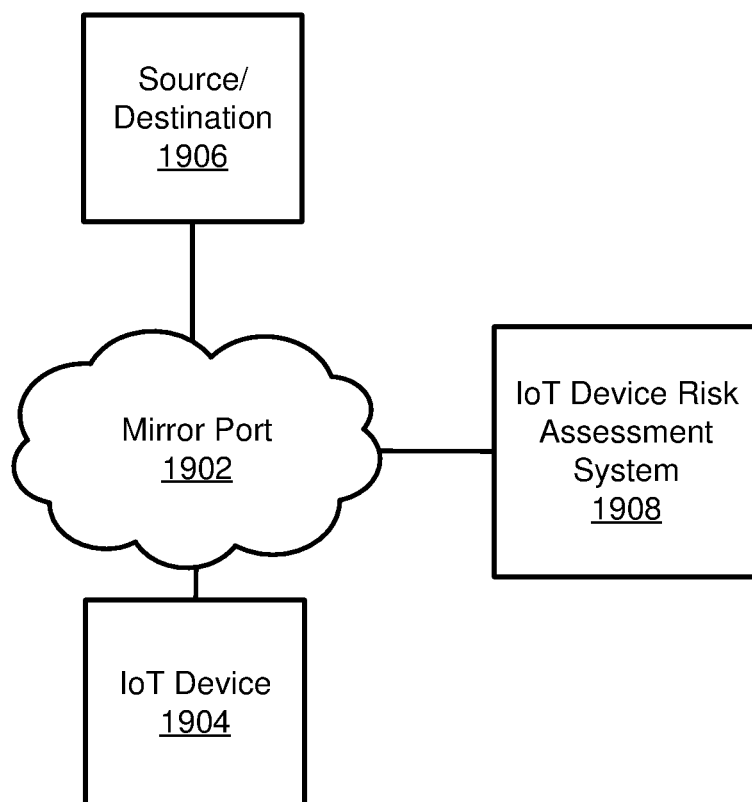 Source/
Destination
1906
Mirror Port
1902
IoT Device Risk
Assessment
System
1908
IoT Device
1904